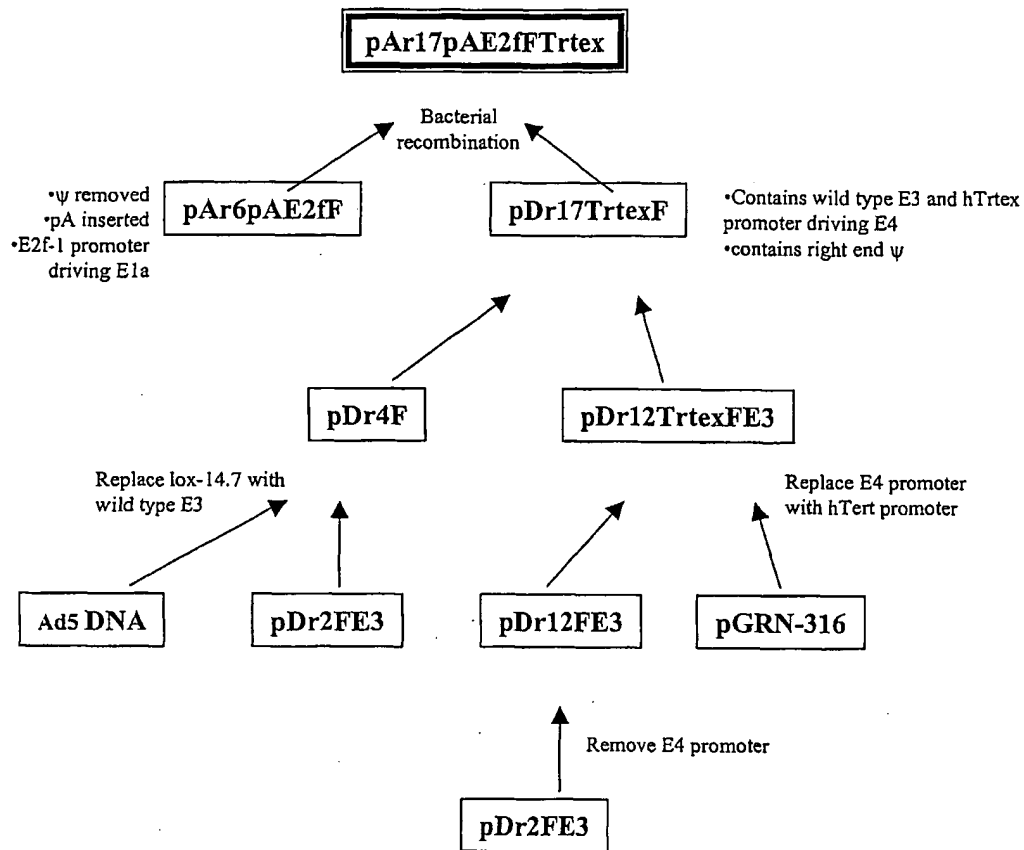 pAr17pAE2fFTrtex
Bacterial
recombination
•ψ removed
•pA inserted
•E2f-1 promoter
driving E1a
pAr6pAE2fF
pDr17TrtexF
•Contains wild type E3 and hTrtex
promoter driving E4
•contains right end ψ
pDr4F
pDr12TrtexFE3
Replace lox-14.7 with
wild type E3
Replace E4 promoter
with hTert promoter
Ad5 DNA
pDr2FE3
pDr12FE3
pGRN-316
Remove E4 promoter
pDr2FE3